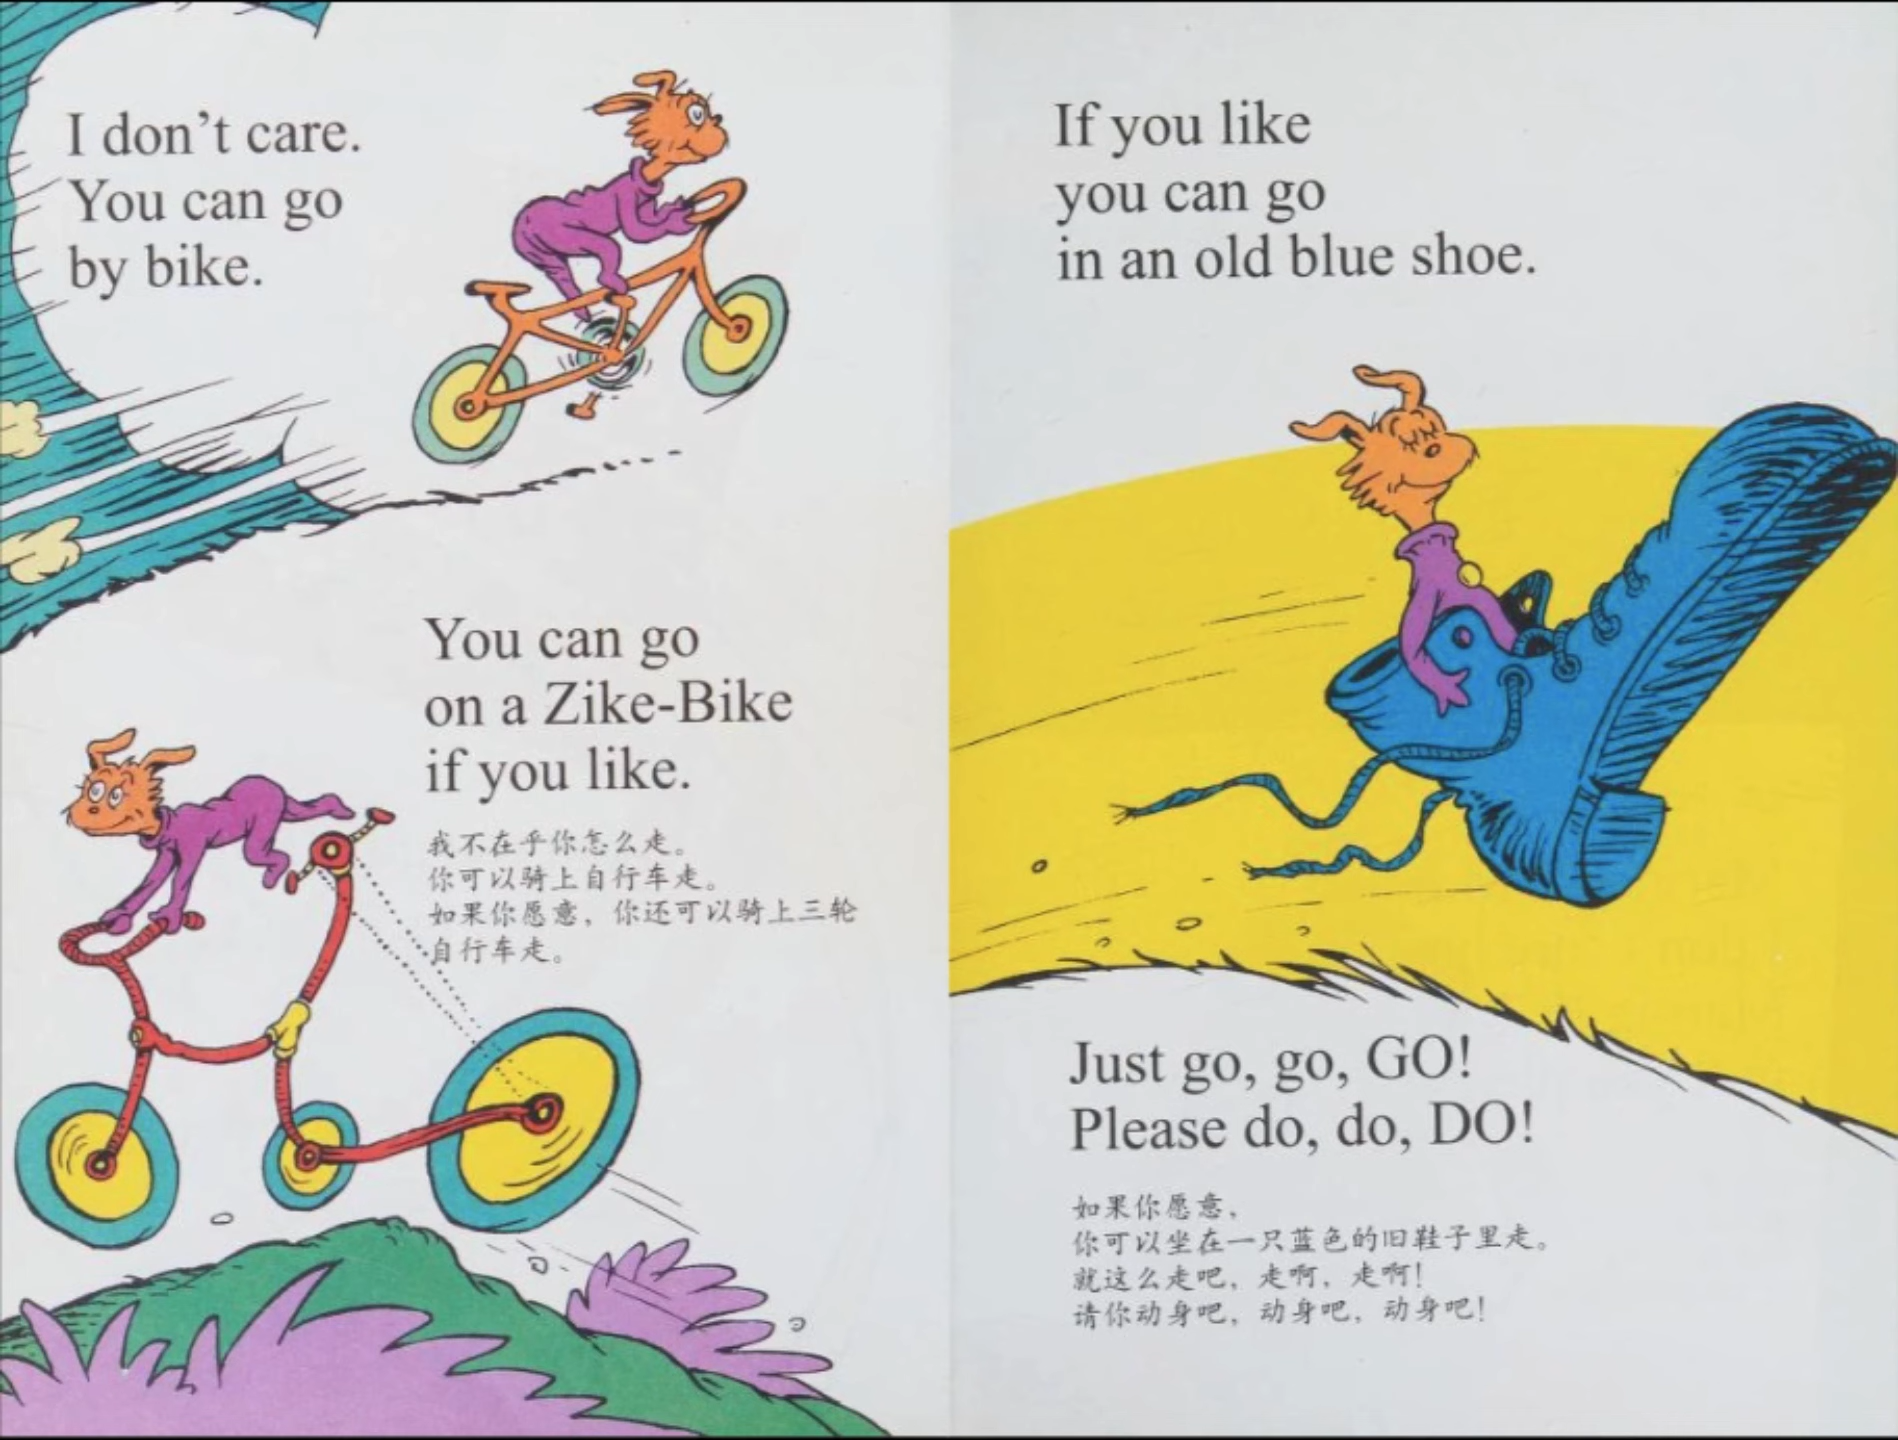 I don't care.
You can go
by bike.
You can go
on a Zike-Bike
if you like.
我不在乎你怎么走。
你可以骑上自行车走。
如果你愿意，你还可以骑上三轮
自行车走。
If you like
you can go
in an old blue shoe.
Just go, go, GO!
Please do, do, DO!
如果你愿意，
你可以坐在一只蓝色的旧鞋子里走。
就这么走吧，走啊，走啊！
请你动身吧，动身吧，动身吧！